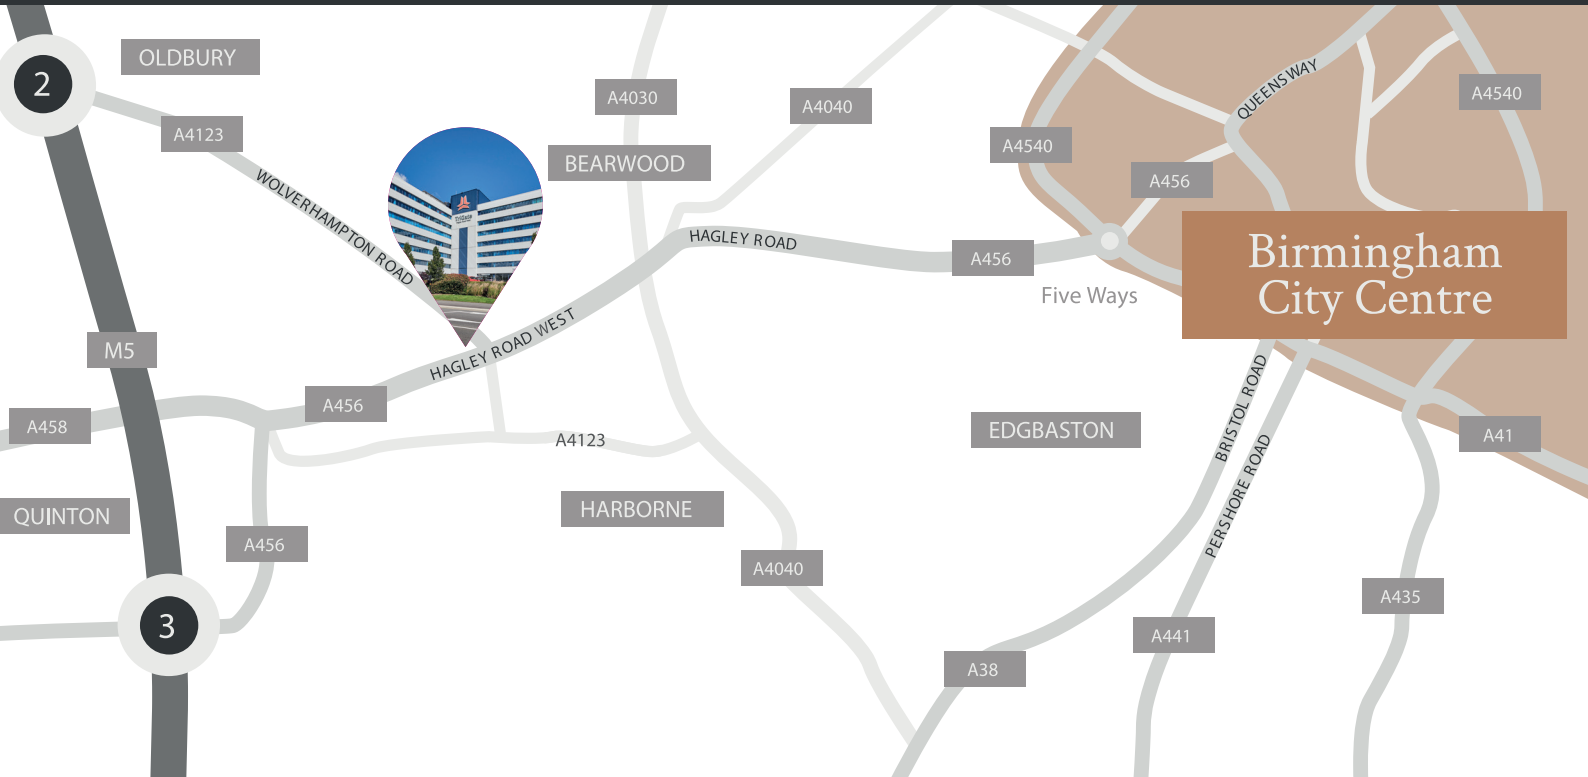 2
OLDBURY
A4123
WOLVERHAMPTON ROAD
A4030
BEARWOOD
A4040
A4540
A456
QUEENSWAY
A4540
HAGLEY ROAD
A456
Five Ways
Birmingham
City Centre
HAGLEY ROAD WEST
M5
A458
A456
A4123
QUINTON
A456
HARBORNE
EDGBASTON
BRISTOL ROAD
PERSHORE ROAD
A41
A4040
A435
A441
A38
3